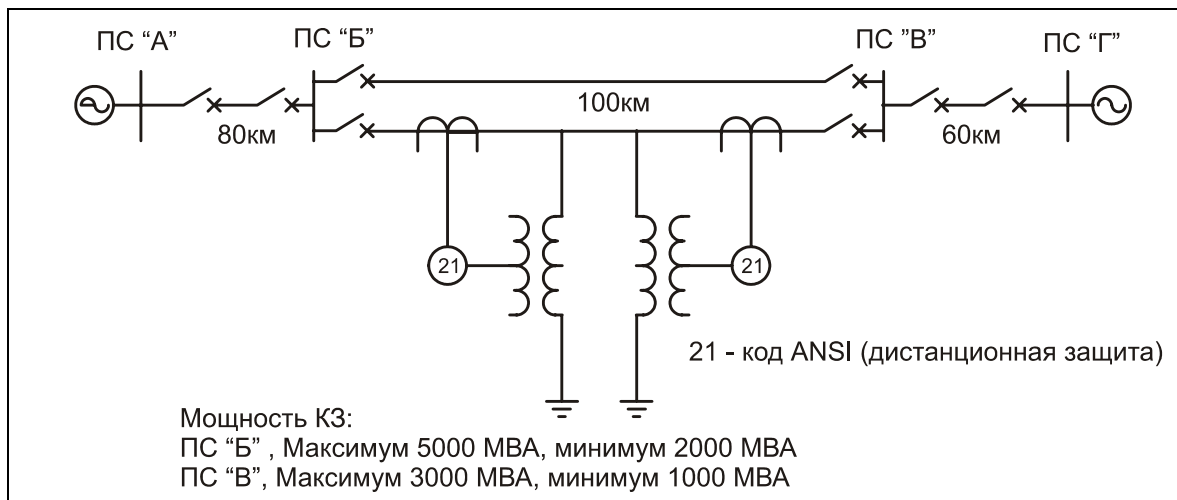 ПС “А”
ПС “Б”
ПС ”В”
ПС “Г”
80км
100км
60км
21
21
21 - код ANSI (дистанционная защита)
Мощность КЗ:
ПС “Б” , Максимум 5000 МВА, минимум 2000 МВА
ПС “В”, Максимум 3000 МВА, минимум 1000 МВА